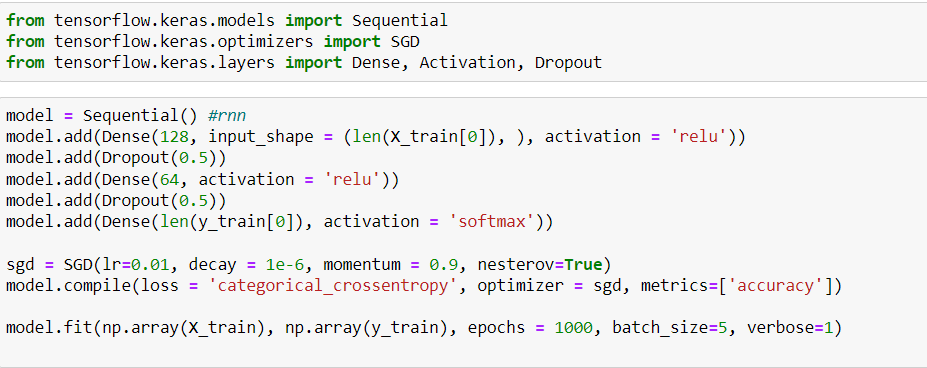 from tensorflow.keras.models import Sequential
from tensorflow.keras.optimizers import SGD
from tensorflow.keras.layers import Dense, Activation, Dropout
model = Sequential() #rnn
model.add(Dense(128, input_shape = (len(X_train[0]), ), activation = 'relu'))
model.add(Dropout(0.5))
model.add(Dense(64, activation = 'relu'))
model.add(Dropout(0.5))
model.add(Dense(len(y_train[0]), activation = 'softmax'))
sgd = SGD(lr=0.01, decay = 1e-6, momentum = 0.9, nesterov=True)
model.compile(loss = 'categorical_crossentropy', optimizer = sgd, metrics=['accuracy'])
model.fit(np.array(X_train), np.array(y_train), epochs = 1000, batch_size=5, verbose=1)